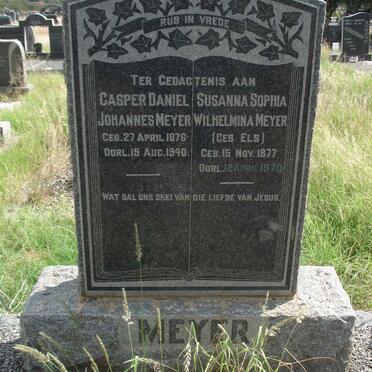 RUS IN VREDE
TER GEDAGTENIS AAN
CASPER DANIEL
JOHANNES MEYER
GEB. 27 APRIL 1876
OORL. 19 AUG. 1940.
SUSANNA SOPHIA
WILHELMINA MEYER
(GEB ELS)
GEB. 15 NOV. 1877
OORL. 12 APRIL 1970
WAT SAL ONS SKEI VAN DIE LIEFDE VAN JESUS.
MEYER